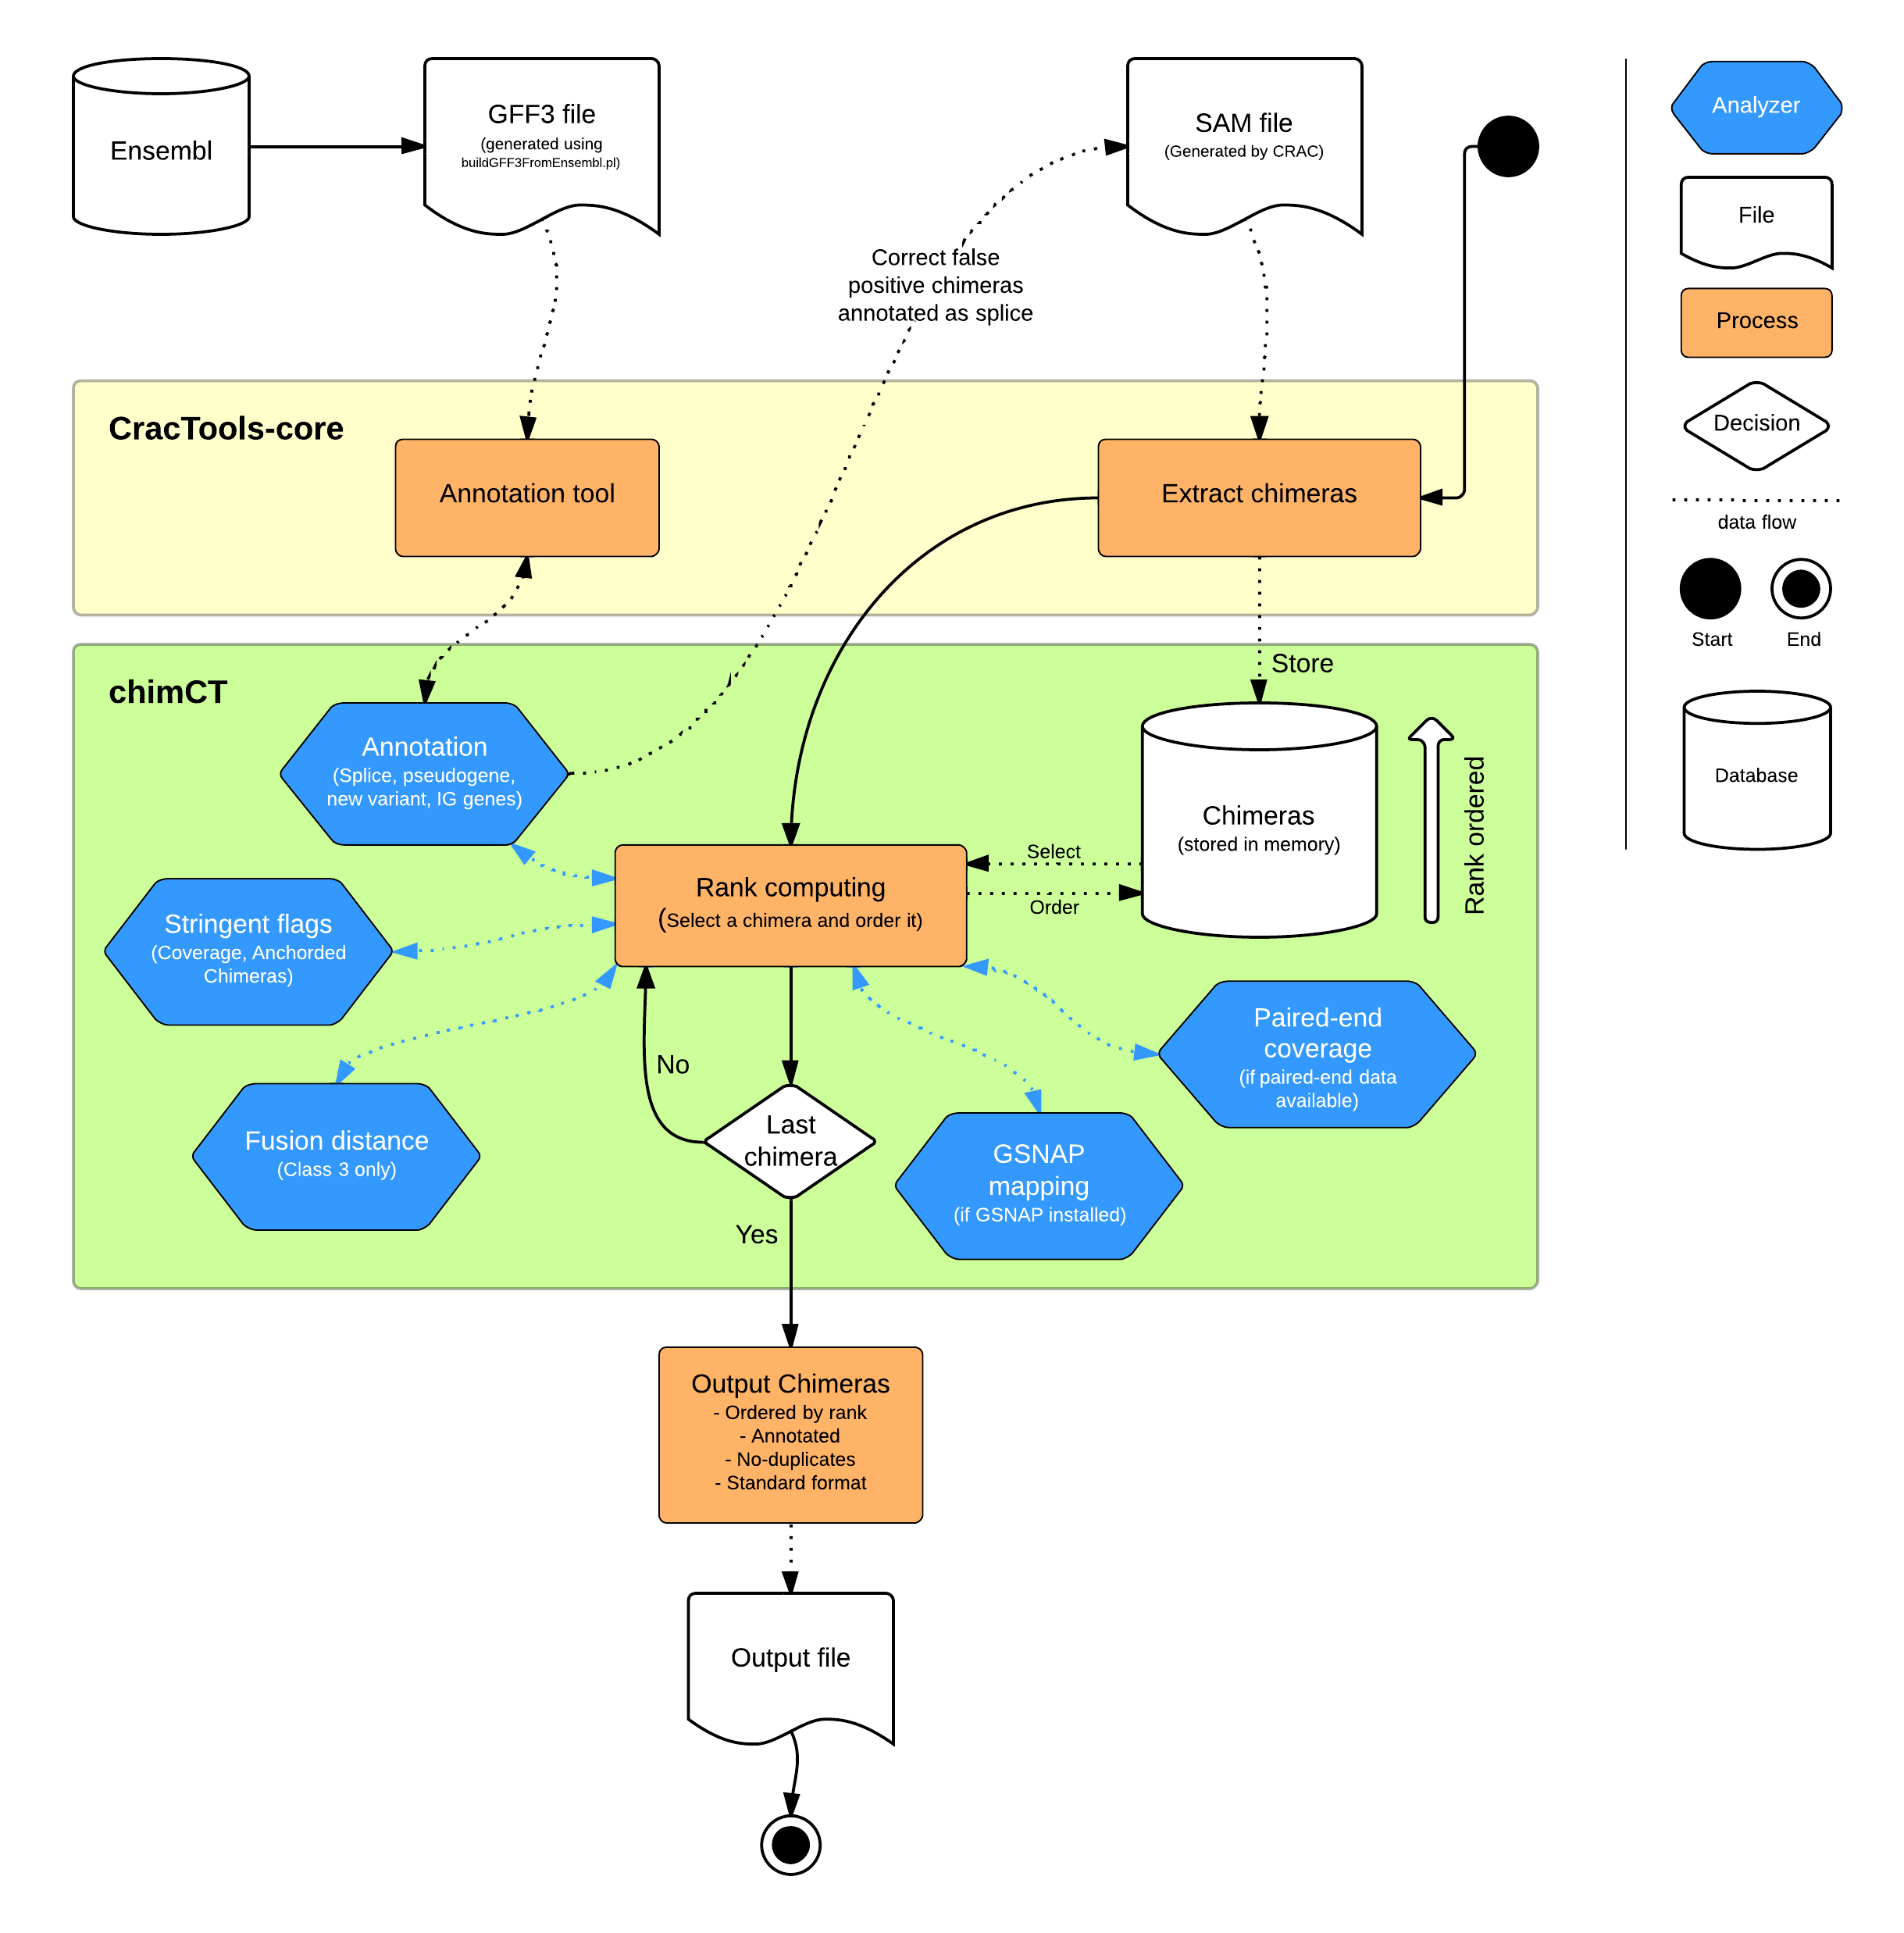 Ensembl
GFF3 file
(generated using
buildGFF3FromEnsembl.pl)
SAM file
(Generated by CRAC)
Correct false
positive chimeras
annotated as splice
CracTools-core
Annotation tool
Extract chimeras
chimCT
Store
Annotation
(Splice, pseudogene,
new variant, IG genes)
Chimeras
(stored in memory)
Rank ordered
Select
Order
Rank computing
(Select a chimera and order it)
Stringent flags
(Coverage, Anchorded
Chimeras)
Paired-end
coverage
(if paired-end data
available)
No
Last
chimera
Fusion distance
(Class 3 only)
GSNAP
mapping
(if GSNAP installed)
Yes
Output Chimeras
- Ordered by rank
- Annotated
- No-duplicates
- Standard format
Output file
Analyzer
File
Process
Decision
data flow
Start
End
Database